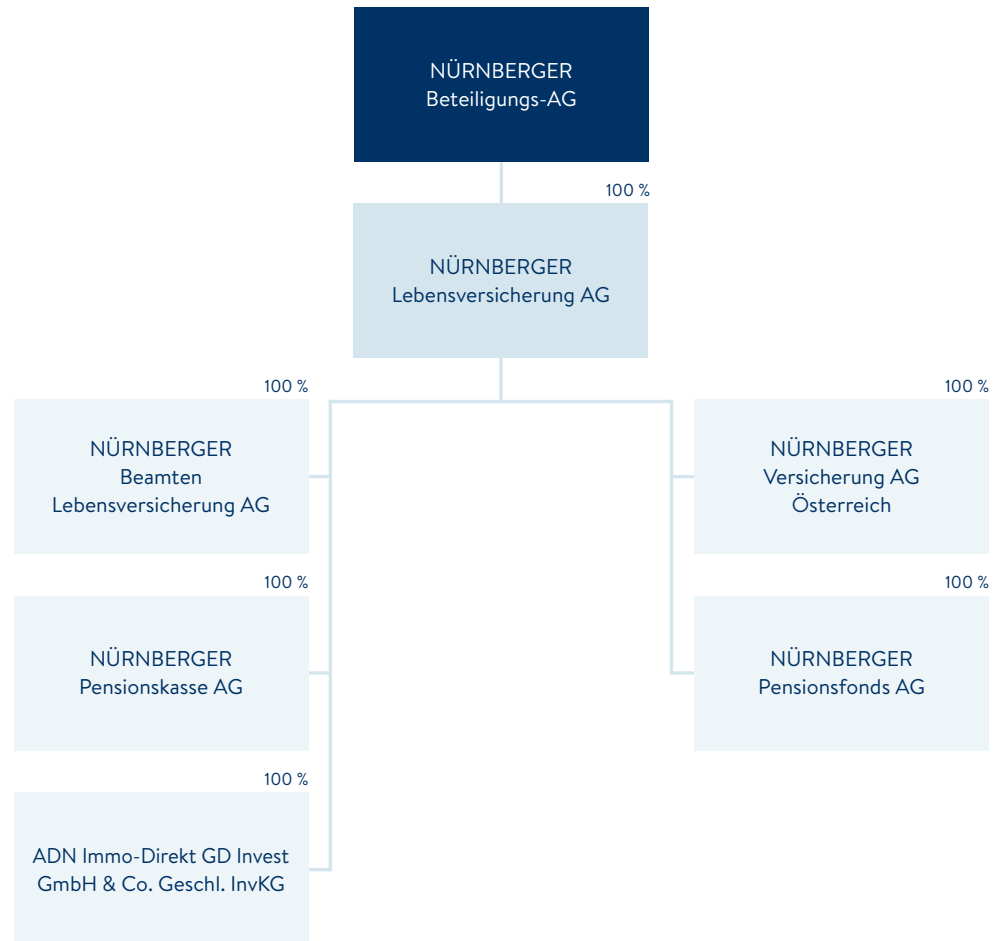 NÜRNBERGER
Beteiligungs-AG
100 %
NÜRNBERGER
Lebensversicherung AG
100 %
NÜRNBERGER
Beamten
Lebensversicherung AG
100 %
NÜRNBERGER
Versicherung AG
Österreich
100 %
NÜRNBERGER
Pensionskasse AG
100 %
NÜRNBERGER
Pensionsfonds AG
100 %
ADN Immo-Direkt GD Invest
GmbH & Co. Geschl. InvKG